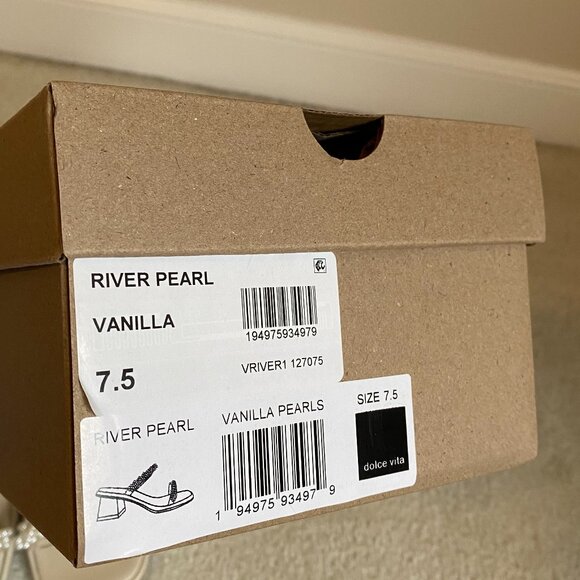 RIVER PEARL
VANILLA
194975934979
7.5
VRIVER1 127075
RIVER PEARL
VANILLA PEARLS
SIZE 7.5
dolce vita
1 94975 93497 9